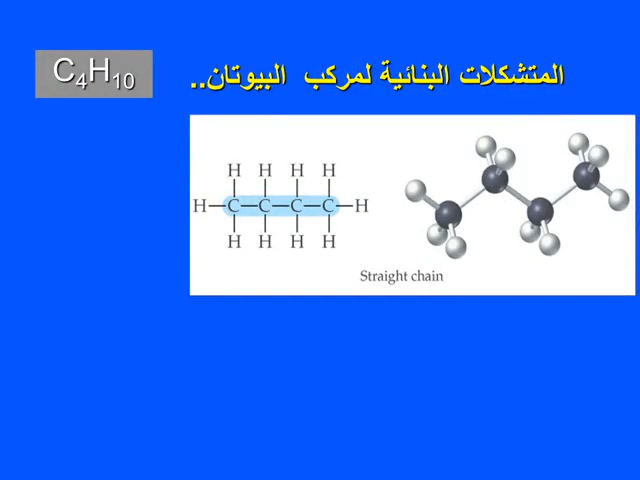 المتشكلات البنائية لمركب البيوتان..
C₄H₁₀
H H H H
H—C—C—C—C—H
H H H H
Straight chain